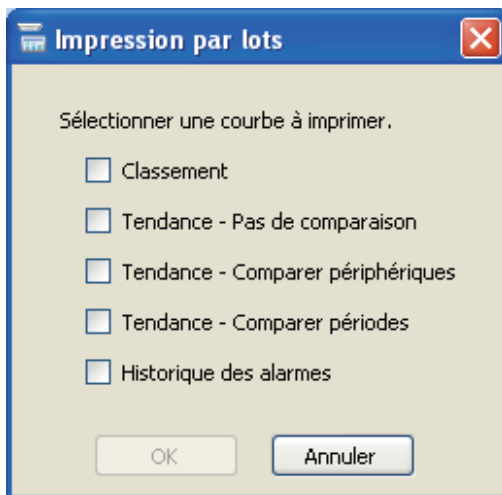 Impression par lots
Sélectionner une courbe à imprimer.
Classement
Tendance - Pas de comparaison
Tendance - Comparer périphériques
Tendance - Comparer périodes
Historique des alarmes
OK
Annuler